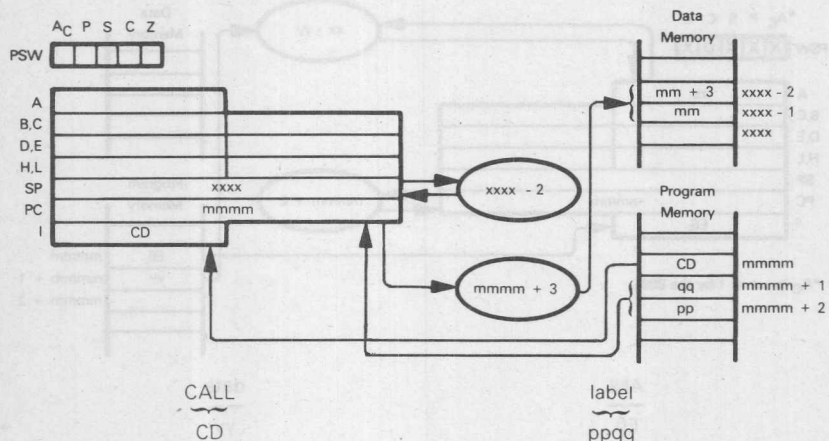 AC P S C Z
PSW
A
B,C
D,E
H,L
SP xxxx
PC mmmm
I CD
xxxx - 2
mmmm + 3
Data
Memory
mm + 3 xxxx - 2
mm xxxx - 1
xxxx
Program
Memory
CD mmmm
qq mmmm + 1
pp mmmm + 2
CALL label
CD ppqq